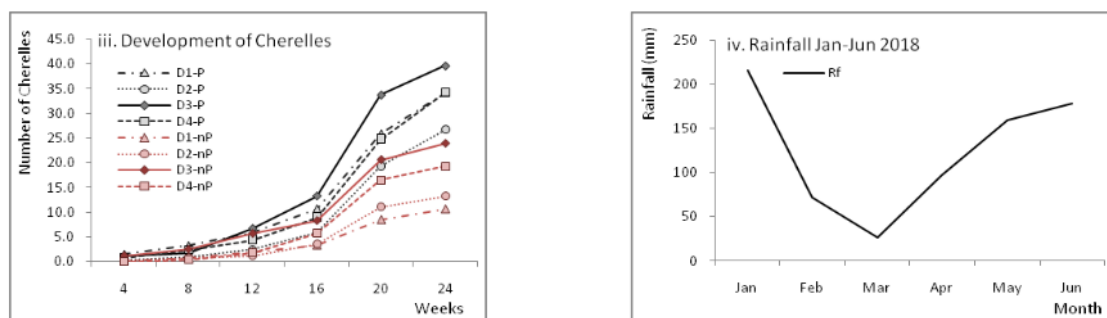 iii. Development of Cherelles
Number of Cherelles
45.0
40.0
35.0
30.0
25.0
20.0
15.0
10.0
5.0
0.0
D1-P
D2-P
D3-P
D4-P
D1-nP
D2-nP
D3-nP
D4-nP
4 8 12 16 20 24
Weeks
iv. Rainfall Jan-Jun 2018
Rainfall (mm)
250
200
150
100
50
0
Rf
Jan Feb Mar Apr May Jun
Month